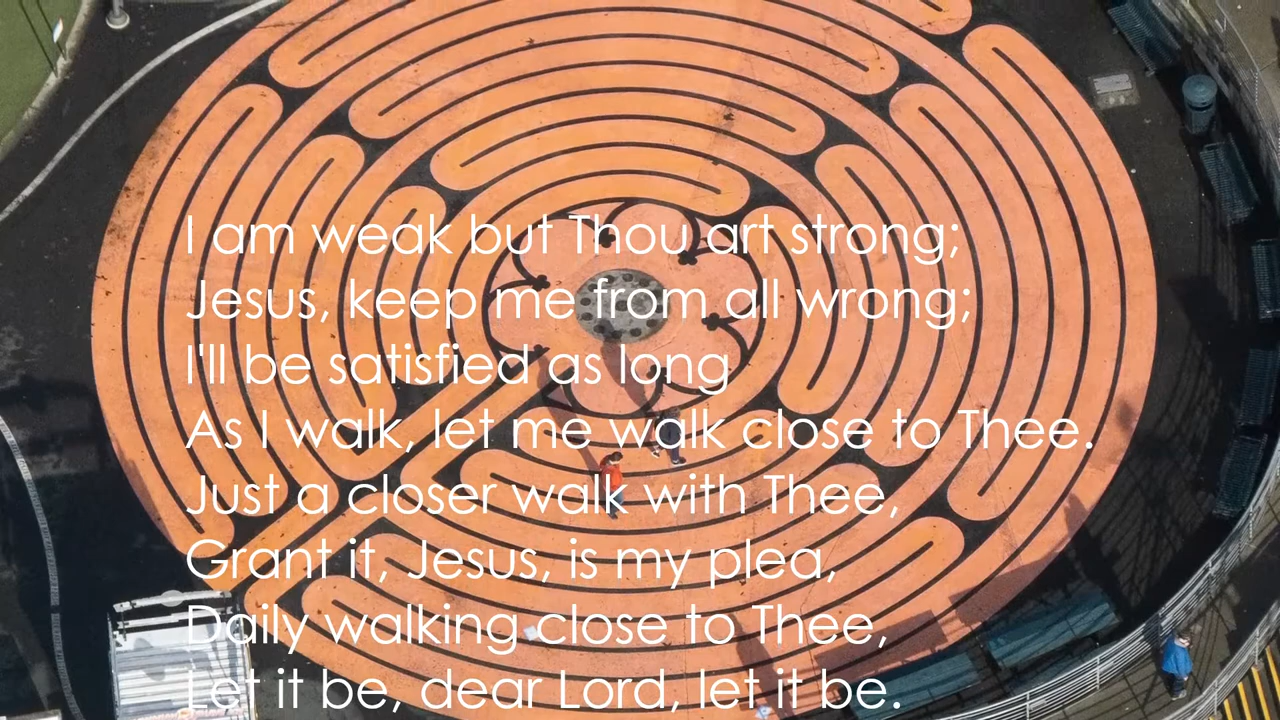 I am weak but Thou art strong;
Jesus, keep me from all wrong;
I'll be satisfied as long
As I walk, let me walk close to Thee.
Just a closer walk with Thee,
Grant it, Jesus, is my plea,
Daily walking close to Thee,
Let it be, dear Lord, let it be.